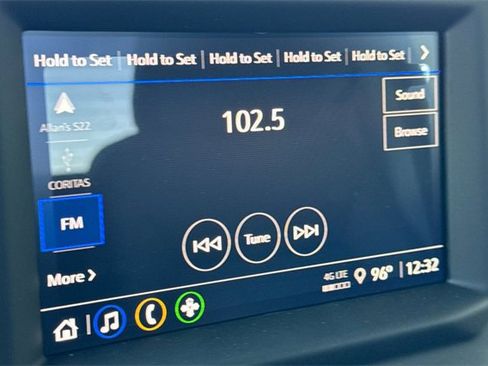 Hold to Set Hold to Set Hold to Set Hold to Set Hold to Set
Sound
Allan's S22
102.5
Browse
CORITAS
FM
Tune
More
4G LTE 96° 12:32